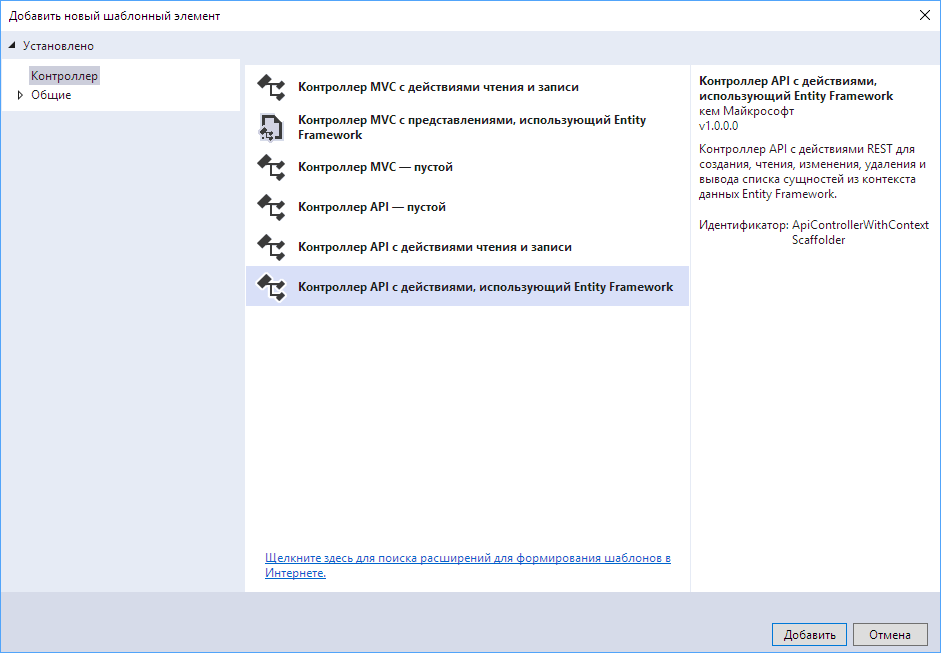 Добавить новый шаблонный элемент
Установлено
Контроллер
Общие
Контроллер MVC с действиями чтения и записи
Контроллер MVC с представлениями, использующий Entity
Framework
Контроллер MVC — пустой
Контроллер API — пустой
Контроллер API с действиями чтения и записи
Контроллер API с действиями, использующий Entity Framework
Щелкните здесь для поиска расширений для формирования шаблонов в
Интернете.
Контроллер API с действиями,
использующий Entity Framework
кем Майкрософт
v1.0.0.0
Контроллер API с действиями REST для
создания, чтения, изменения, удаления и
вывода списка сущностей из контекста
данных Entity Framework.
Идентификатор: ApiControllerWithContext
Scaffolder
Добавить
Отмена